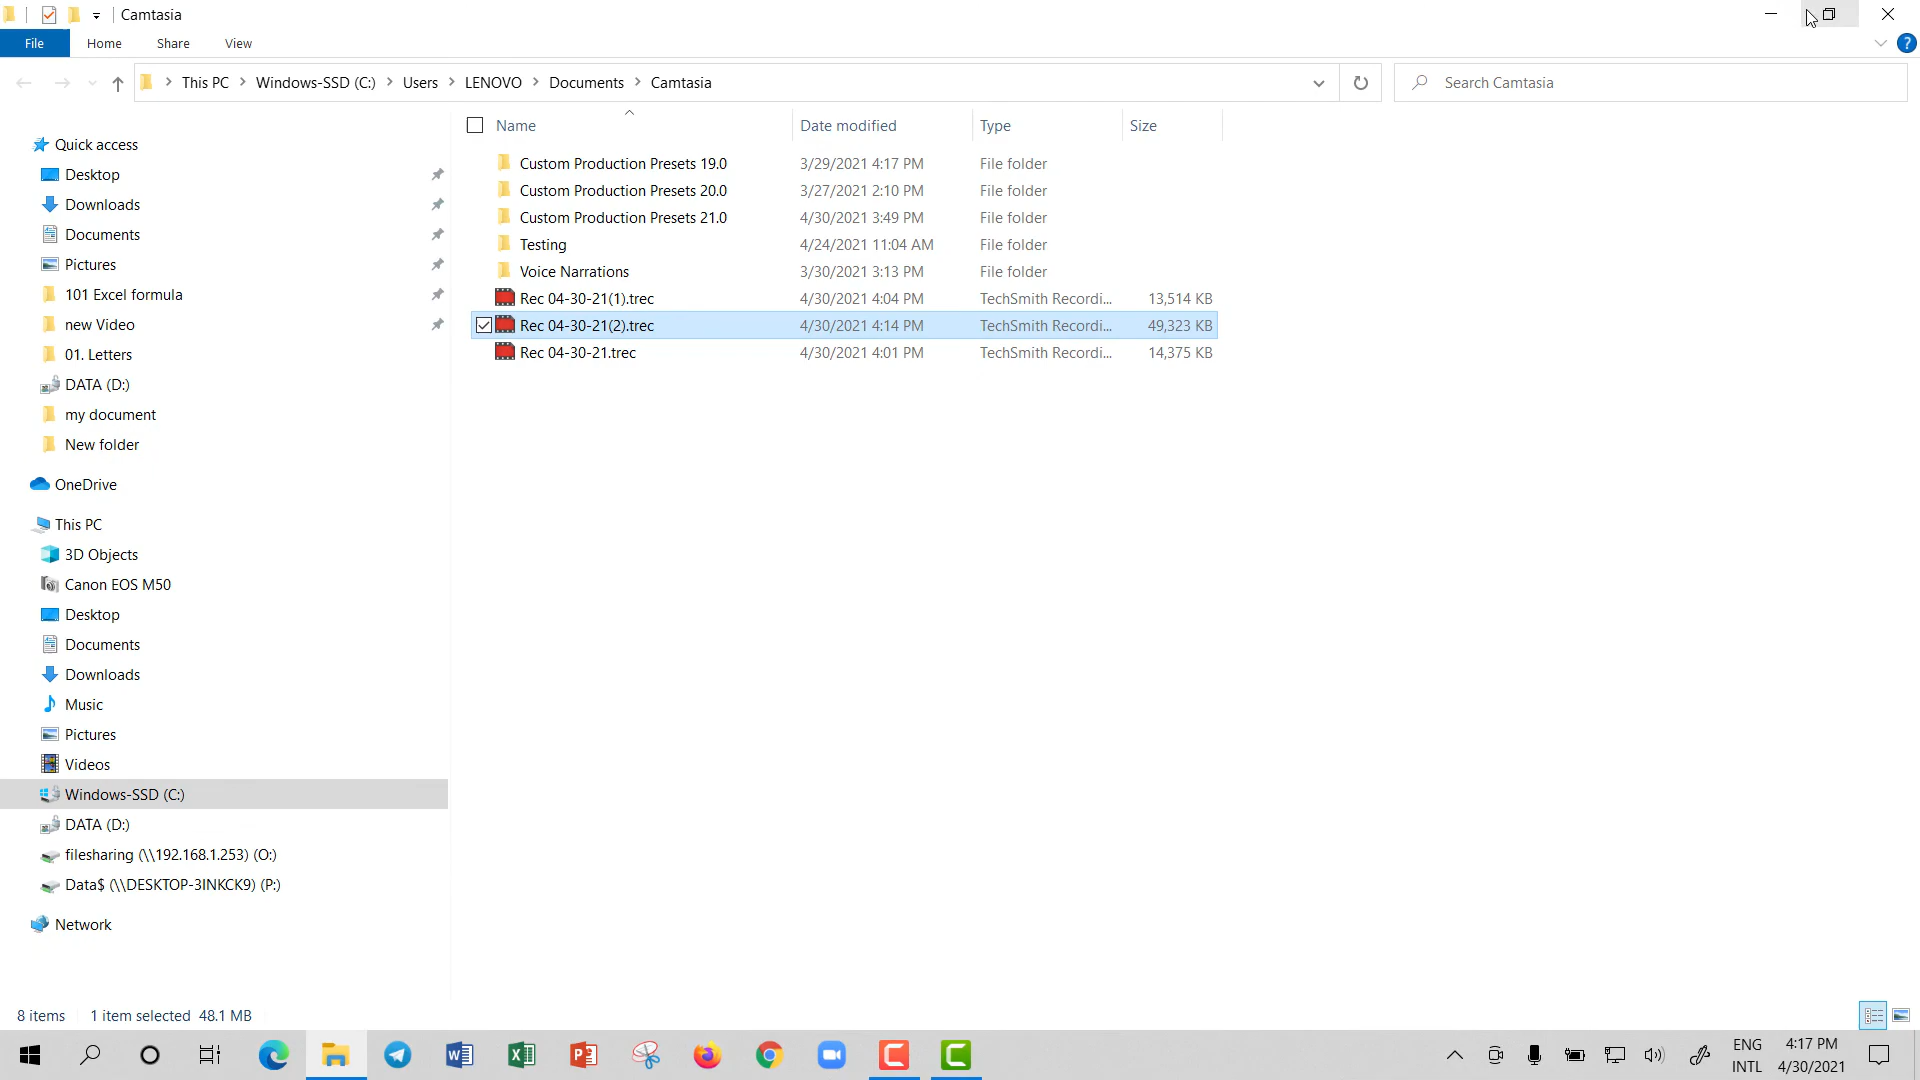 Camtasia
File Home Share View ?
This PC Windows-SSD (C:) Users LENOVO Documents Camtasia
Search Camtasia
Name Date modified Type Size
Quick access
Desktop
Downloads
Documents
Pictures
101 Excel formula
new Video
01. Letters
DATA (D:)
my document
New folder
OneDrive
This PC
3D Objects
Canon EOS M50
Desktop
Documents
Downloads
Music
Pictures
Videos
Windows-SSD (C:)
DATA (D:)
filesharing (\\192.168.1.253) (O:)
Data$ (\\DESKTOP-3INKCK9) (P:)
Network
Custom Production Presets 19.0 3/29/2021 4:17 PM File folder
Custom Production Presets 20.0 3/27/2021 2:10 PM File folder
Custom Production Presets 21.0 4/30/2021 3:49 PM File folder
Testing 4/24/2021 11:04 AM File folder
Voice Narrations 3/30/2021 3:13 PM File folder
Rec 04-30-21(1).trec 4/30/2021 4:04 PM TechSmith Recordi... 13,514 KB
Rec 04-30-21(2).trec 4/30/2021 4:14 PM TechSmith Recordi... 49,323 KB
Rec 04-30-21.trec 4/30/2021 4:01 PM TechSmith Recordi... 14,375 KB
8 items 1 item selected 48.1 MB
ENG 4:17 PM
INTL 4/30/2021